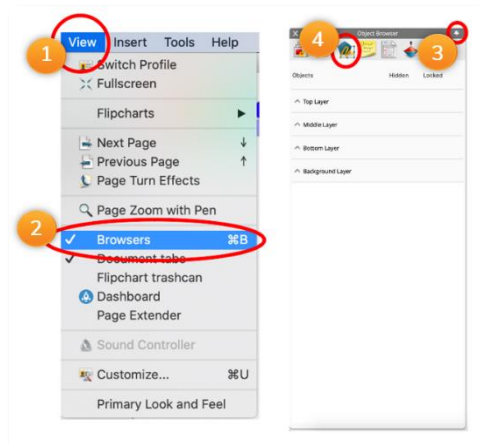 1
View Insert Tools Help
Switch Profile
Fullscreen
Flipcharts
Next Page ↓
Previous Page ↑
Page Turn Effects
Page Zoom with Pen
2
✓ Browsers ⌘B
✓ Document tabs
Flipchart trashcan
Dashboard
Page Extender
Sound Controller
Customize... ⌘U
Primary Look and Feel
X Object Browser
4
3
Objects Hidden Locked
Top Layer
Middle Layer
Bottom Layer
Background Layer